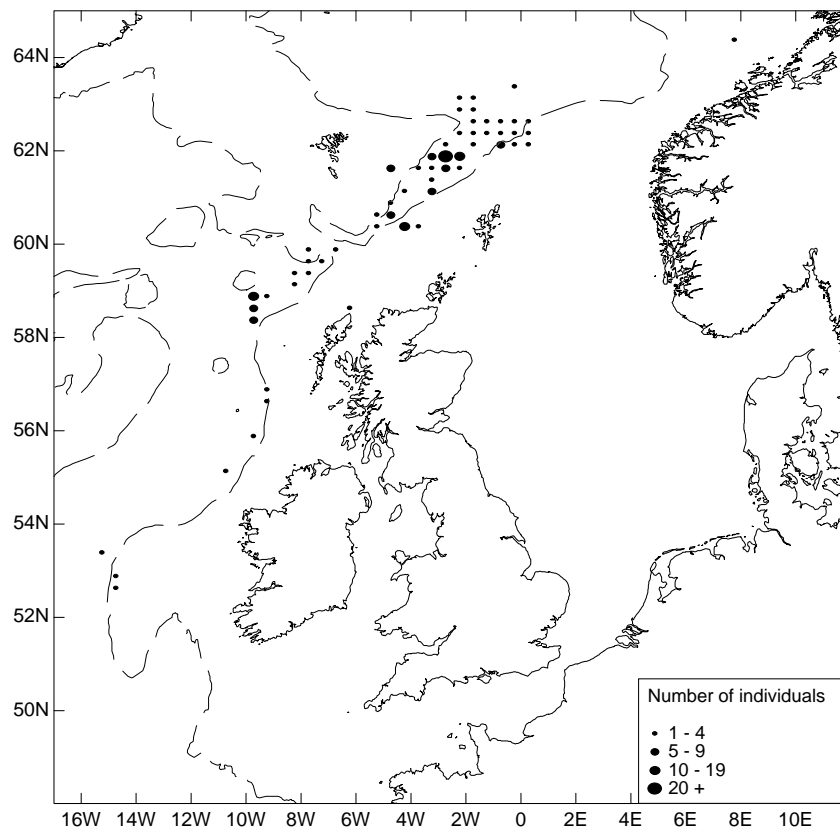 64N
62N
60N
58N
56N
54N
52N
50N
Number of individuals
1 - 4
5 - 9
10 - 19
20 +
16W 14W 12W 10W 8W 6W 4W 2W 0 2E 4E 6E 8E 10E